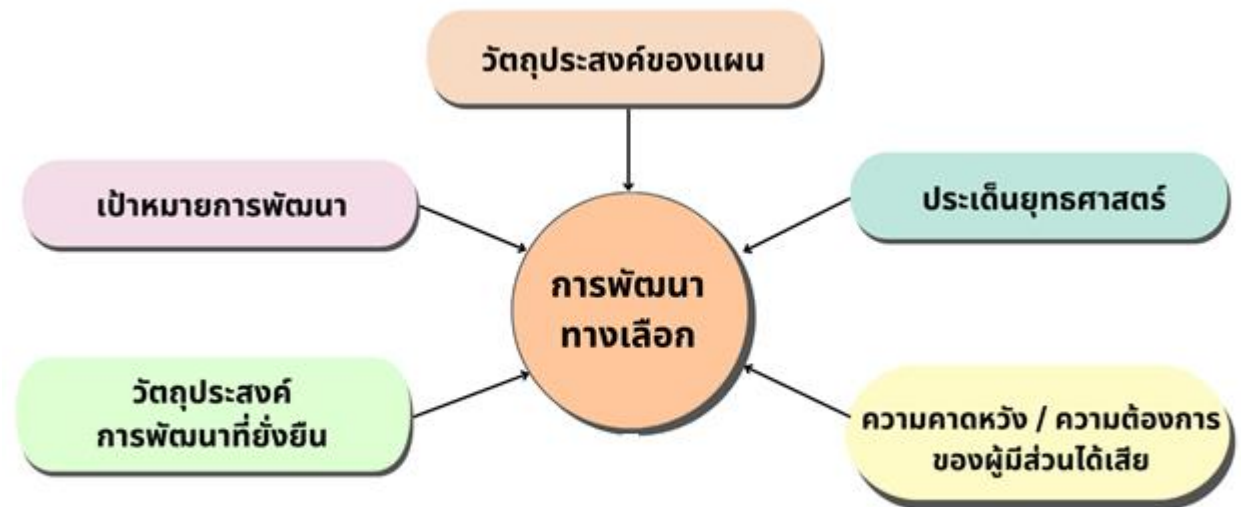 วัตถุประสงค์ของแผน
เป้าหมายการพัฒนา
ประเด็นยุทธศาสตร์
การพัฒนา
ทางเลือก
วัตถุประสงค์
การพัฒนาที่ยั่งยืน
ความคาดหวัง / ความต้องการ
ของผู้มีส่วนได้เสีย